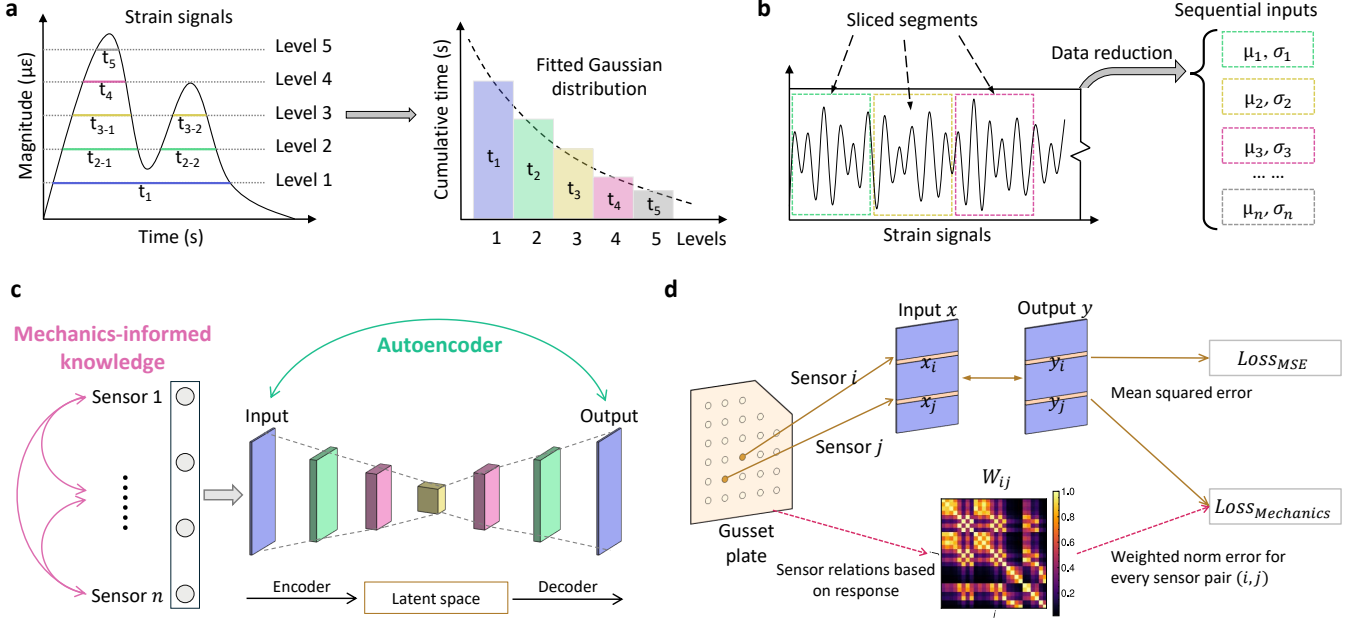 a
Strain signals
Magnitude (με)
Level 5
Level 4
Level 3
Level 2
Level 1
t5
t4
t3-1
t3-2
t2-1
t2-2
t1
Time (s)
Cumulative time (s)
Fitted Gaussian
distribution
t1
t2
t3
t4
t5
1 2 3 4 5 Levels
b
Sliced segments
Strain signals
Data reduction
Sequential inputs
μ1, σ1
μ2, σ2
μ3, σ3
... ...
μn, σn
c
Mechanics-informed
knowledge
Sensor 1
Sensor n
Autoencoder
Input
Output
Encoder
Latent space
Decoder
d
Input x
Output y
Sensor i
Sensor j
xi
xj
yi
yj
LossMSE
Mean squared error
Gusset
plate
Wij
1.0
0.8
0.6
0.4
0.2
i
LossMechanics
Sensor relations based
on response
Weighted norm error for
every sensor pair (i, j)